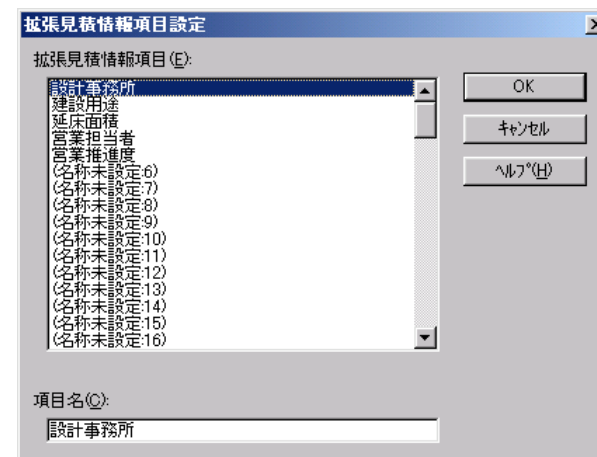 拡張見積情報項目設定
拡張見積情報項目(E):
設計事務所
建設用途
延床面積
営業担当者
営業推進度
(名称未設定:6)
(名称未設定:7)
(名称未設定:8)
(名称未設定:9)
(名称未設定:10)
(名称未設定:11)
(名称未設定:12)
(名称未設定:13)
(名称未設定:14)
(名称未設定:15)
(名称未設定:16)
OK
キャンセル
ヘルプ(H)
項目名(C):
設計事務所